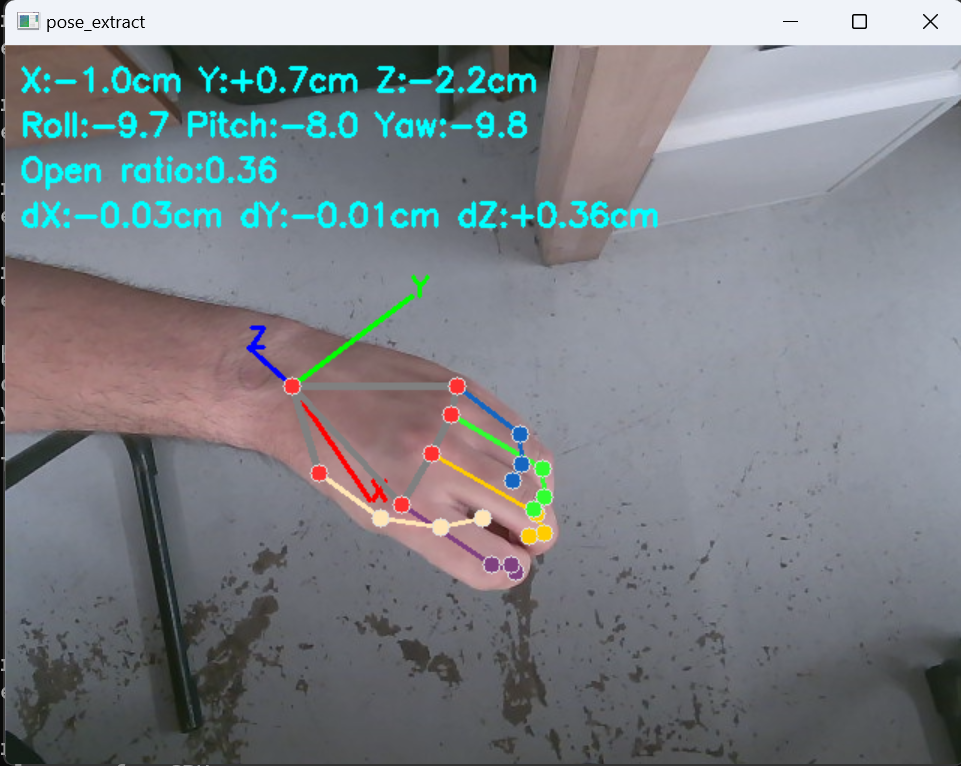 pose_extract
X:-1.0cm Y:+0.7cm Z:-2.2cm
Roll:-9.7 Pitch:-8.0 Yaw:-9.8
Open ratio:0.36
dX:-0.03cm dY:-0.01cm dZ:+0.36cm
Y
Z
X